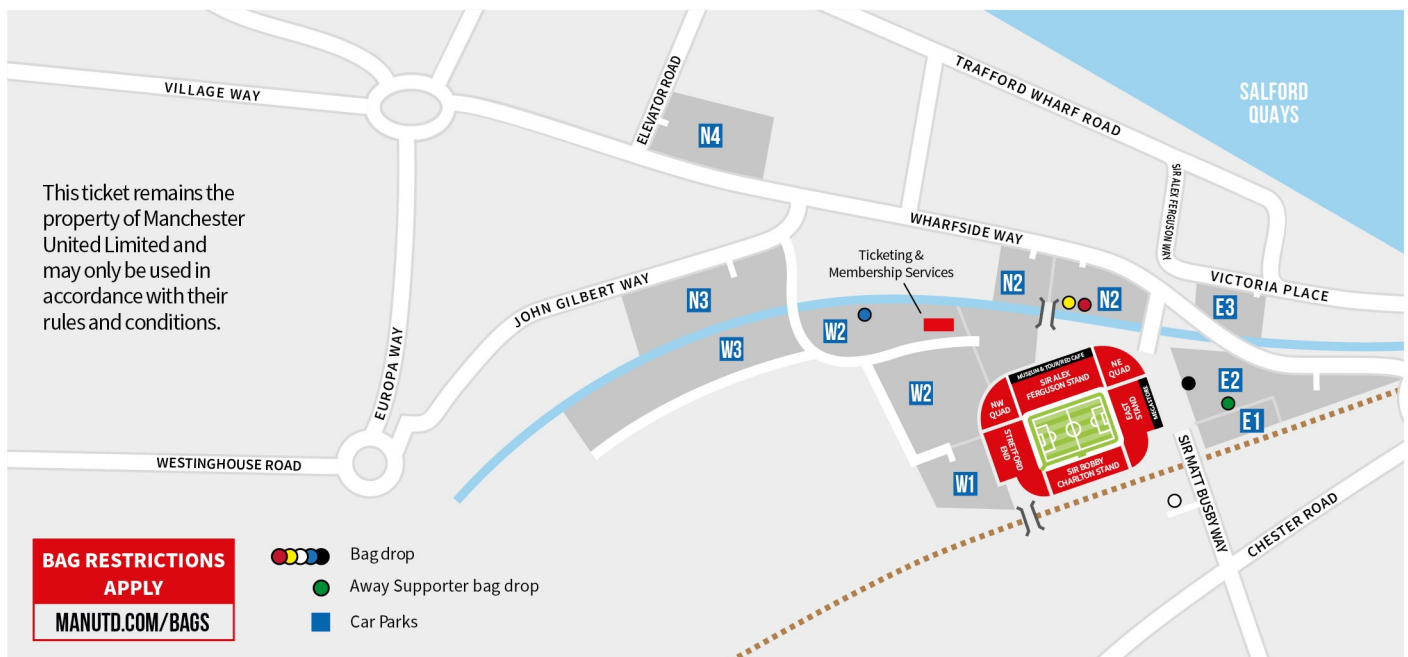 SALFORD
QUAYS
TRAFFORD WHARF ROAD
VILLAGE WAY
ELEVATOR ROAD
N4
SIR ALEX FERGUSON WAY
This ticket remains the
property of Manchester
United Limited and
may only be used in
accordance with their
rules and conditions.
WHARFSIDE WAY
Ticketing &
Membership Services
JOHN GILBERT WAY
VICTORIA PLACE
N3
N2
N2
E3
W2
W3
EUROPA WAY
MUSEUM & TOUR/RED CAFE
SIR ALEX
FERGUSON STAND
NE
QUAD
NW
QUAD
EAST
STAND
MEGASTORE
E2
E1
W2
STRETFORD
END
SIR BOBBY
CHARLTON STAND
W1
WESTINGHOUSE ROAD
SIR MATT BUSBY WAY
CHESTER ROAD
BAG RESTRICTIONS
APPLY
MANUTD.COM/BAGS
Bag drop
Away Supporter bag drop
Car Parks